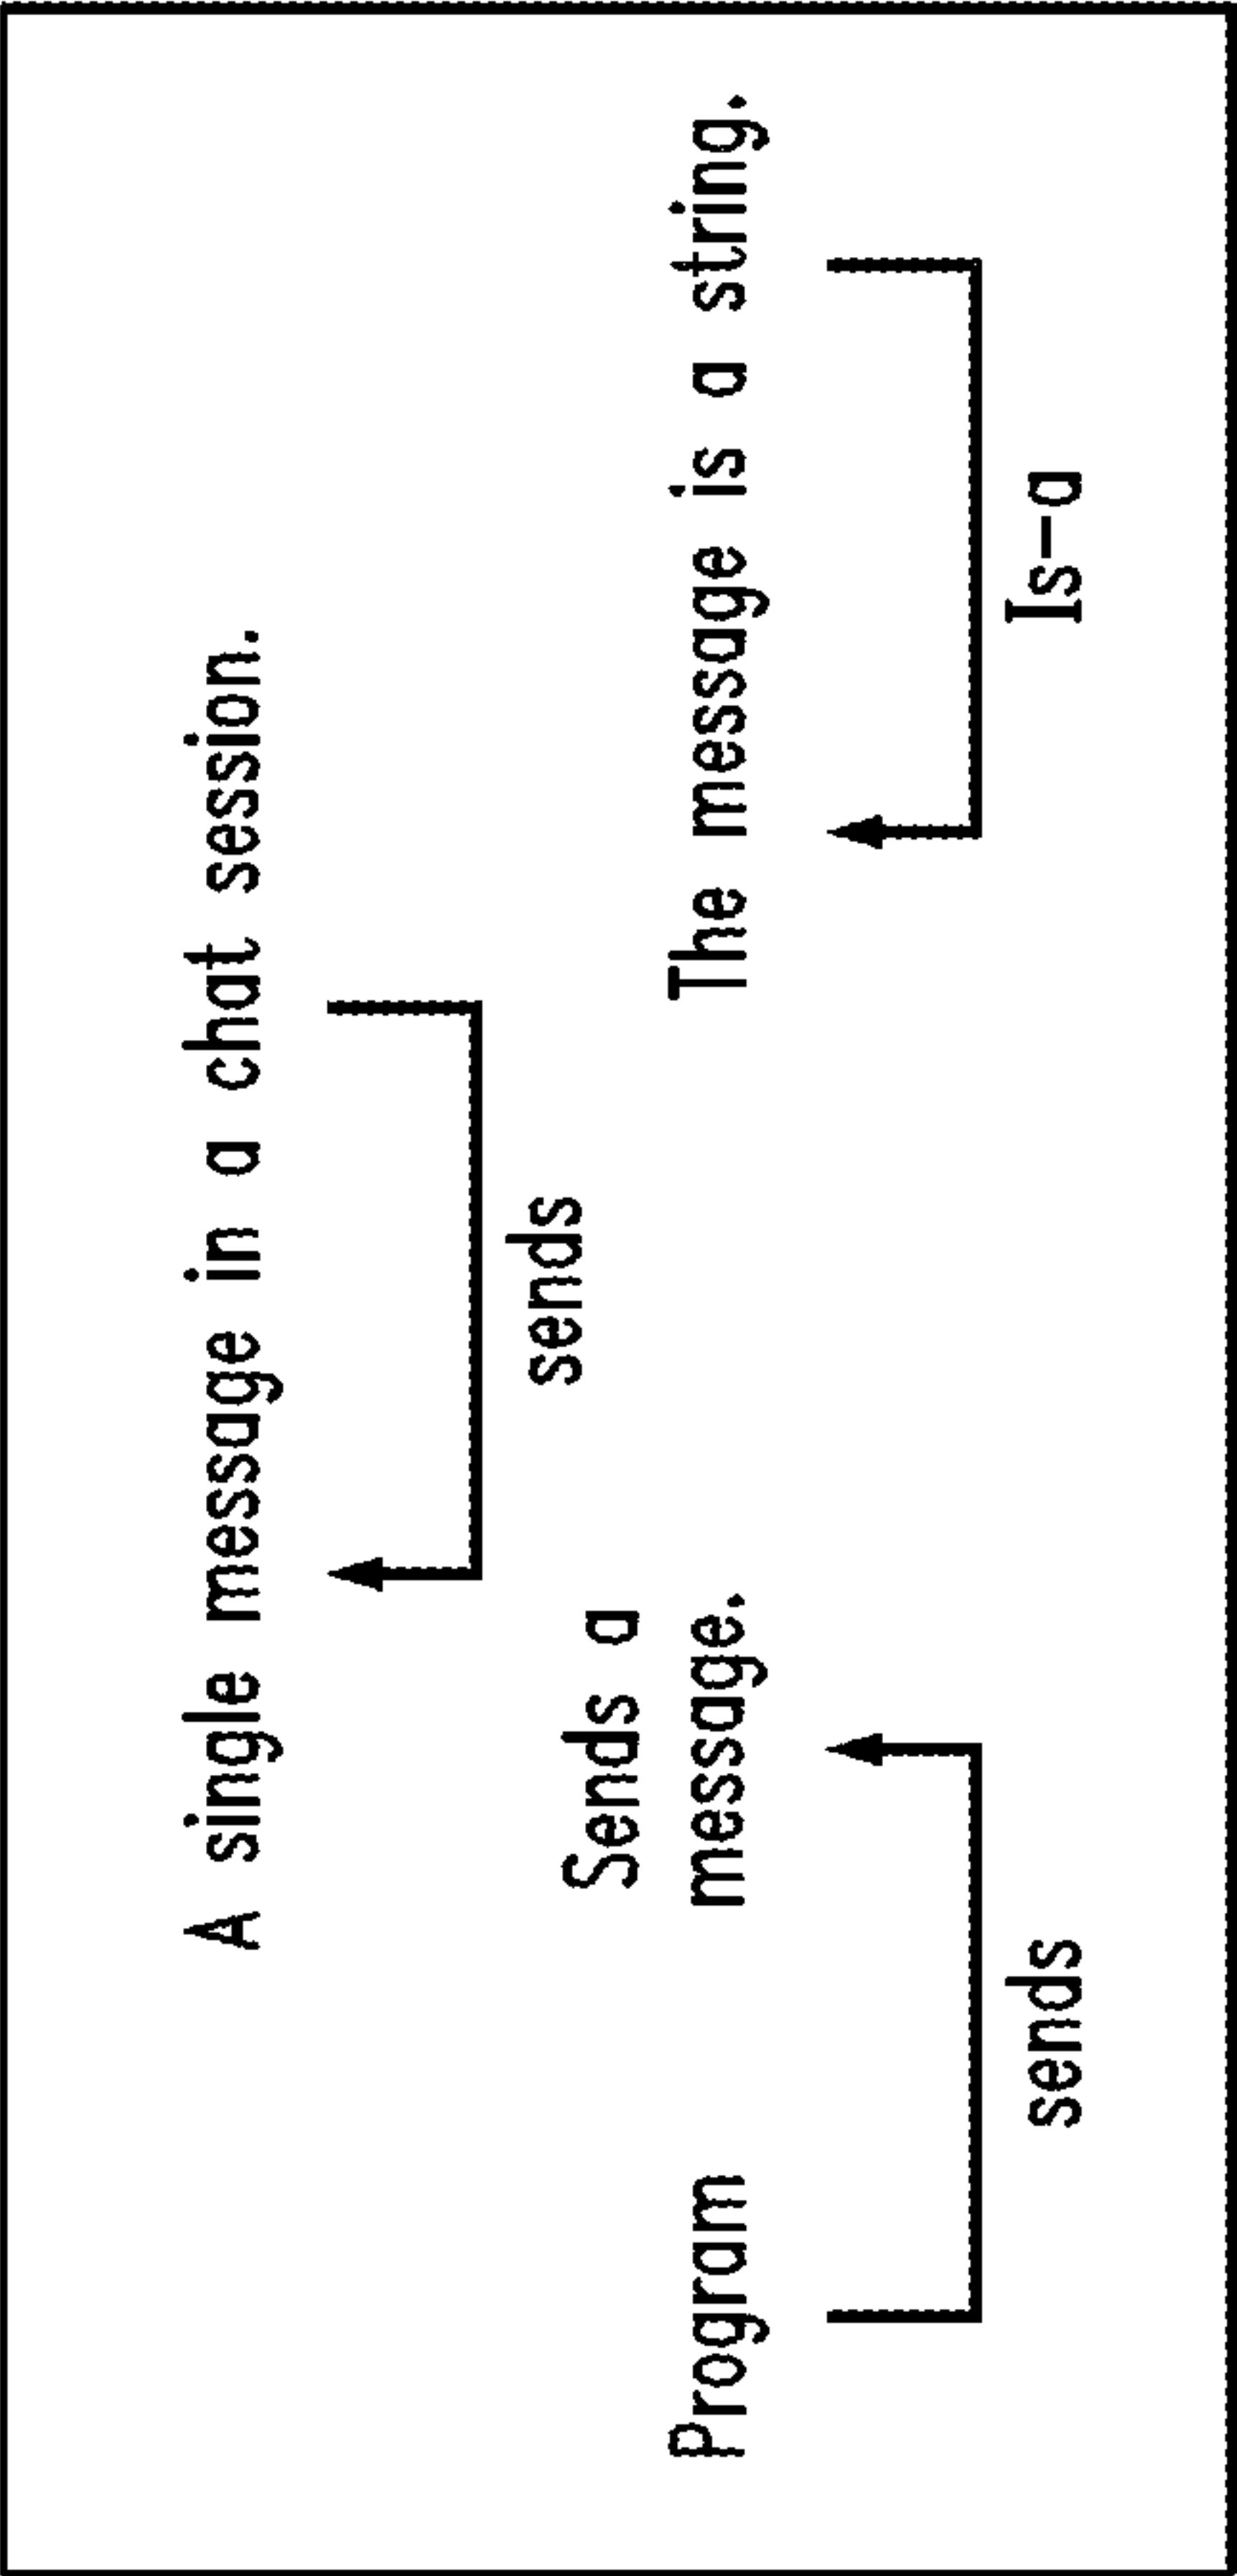 A single message in a chat session.
sends
Sends a
Program message. The message is a string.
sends Is-a